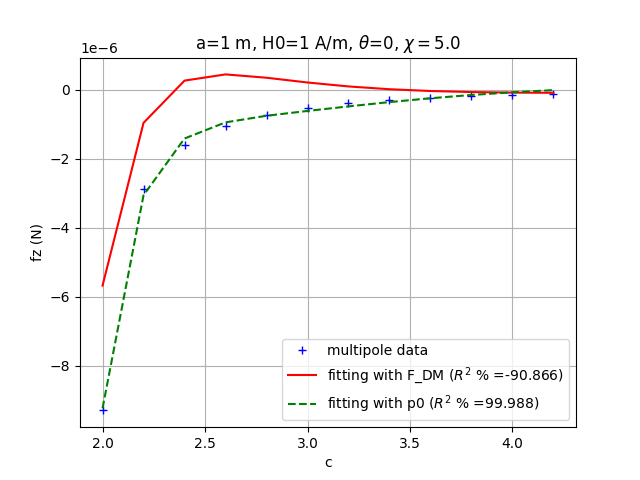 a=1 m, H0=1 A/m, θ=0, χ = 5.0
1e−6
0
−2
−4
−6
−8
fz (N)
multipole data
fitting with F_DM (R² % =-90.866)
fitting with p0 (R² % =99.988)
2.0 2.5 3.0 3.5 4.0
c